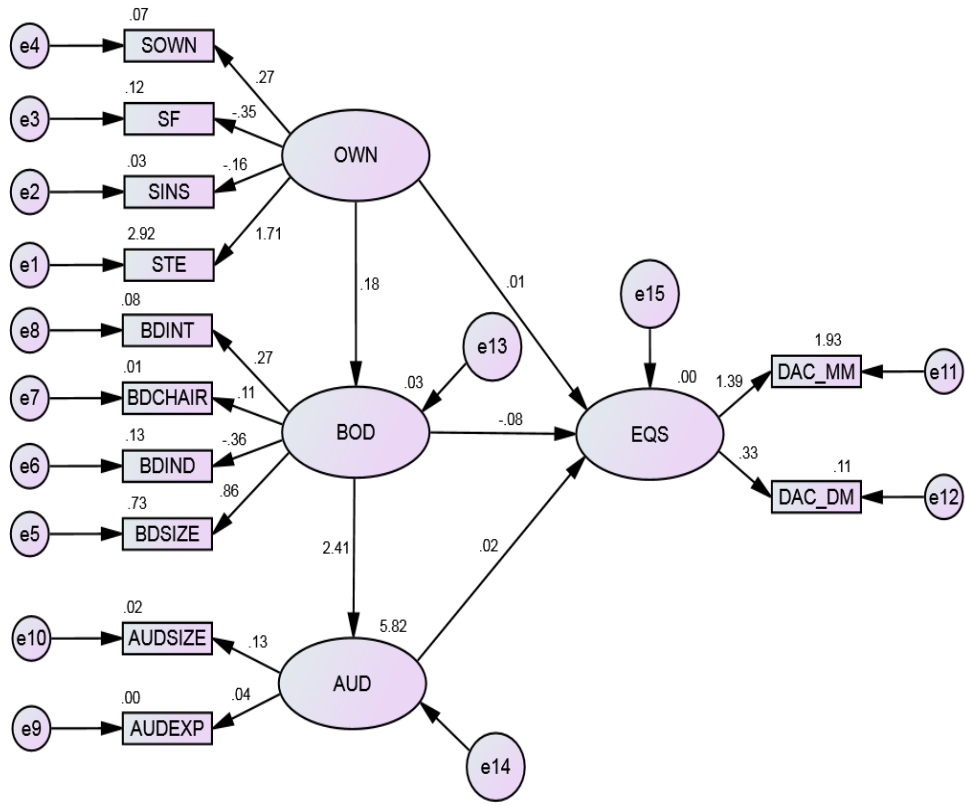 .07
e4
SOWN
.27
.12
e3
SF
-.35
OWN
.03
e2
SINS
-.16
2.92
e1
STE
1.71
.18
.01
e15
.08
e8
BDINT
.27
e13
1.93
.01
e7
BDCHAIR
.11
.03
.00
1.39
DAC_MM
e11
BOD
-.08
EQS
.13
e6
BDIND
-.36
.33
.11
DAC_DM
e12
.73
e5
BDSIZE
.86
2.41
.02
.02
e10
AUDSIZE
.13
5.82
AUD
.00
e9
AUDEXP
.04
e14